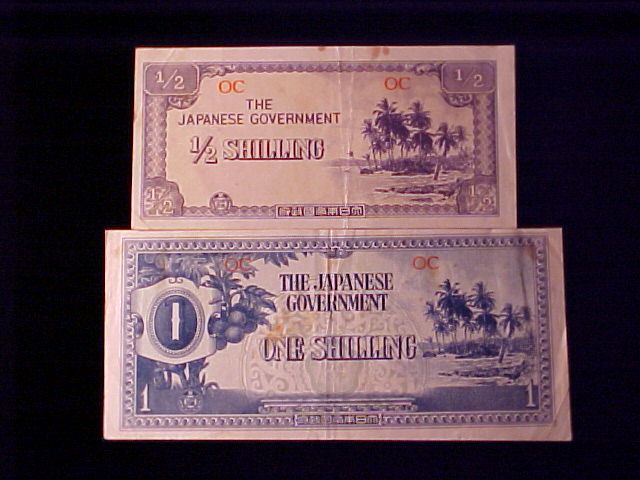 1/2 1/2
OC OC
THE
JAPANESE GOVERNMENT
1/2 SHILLING
1/2 1/2
OC OC
THE JAPANESE
GOVERNMENT
1
ONE SHILLING
1 1